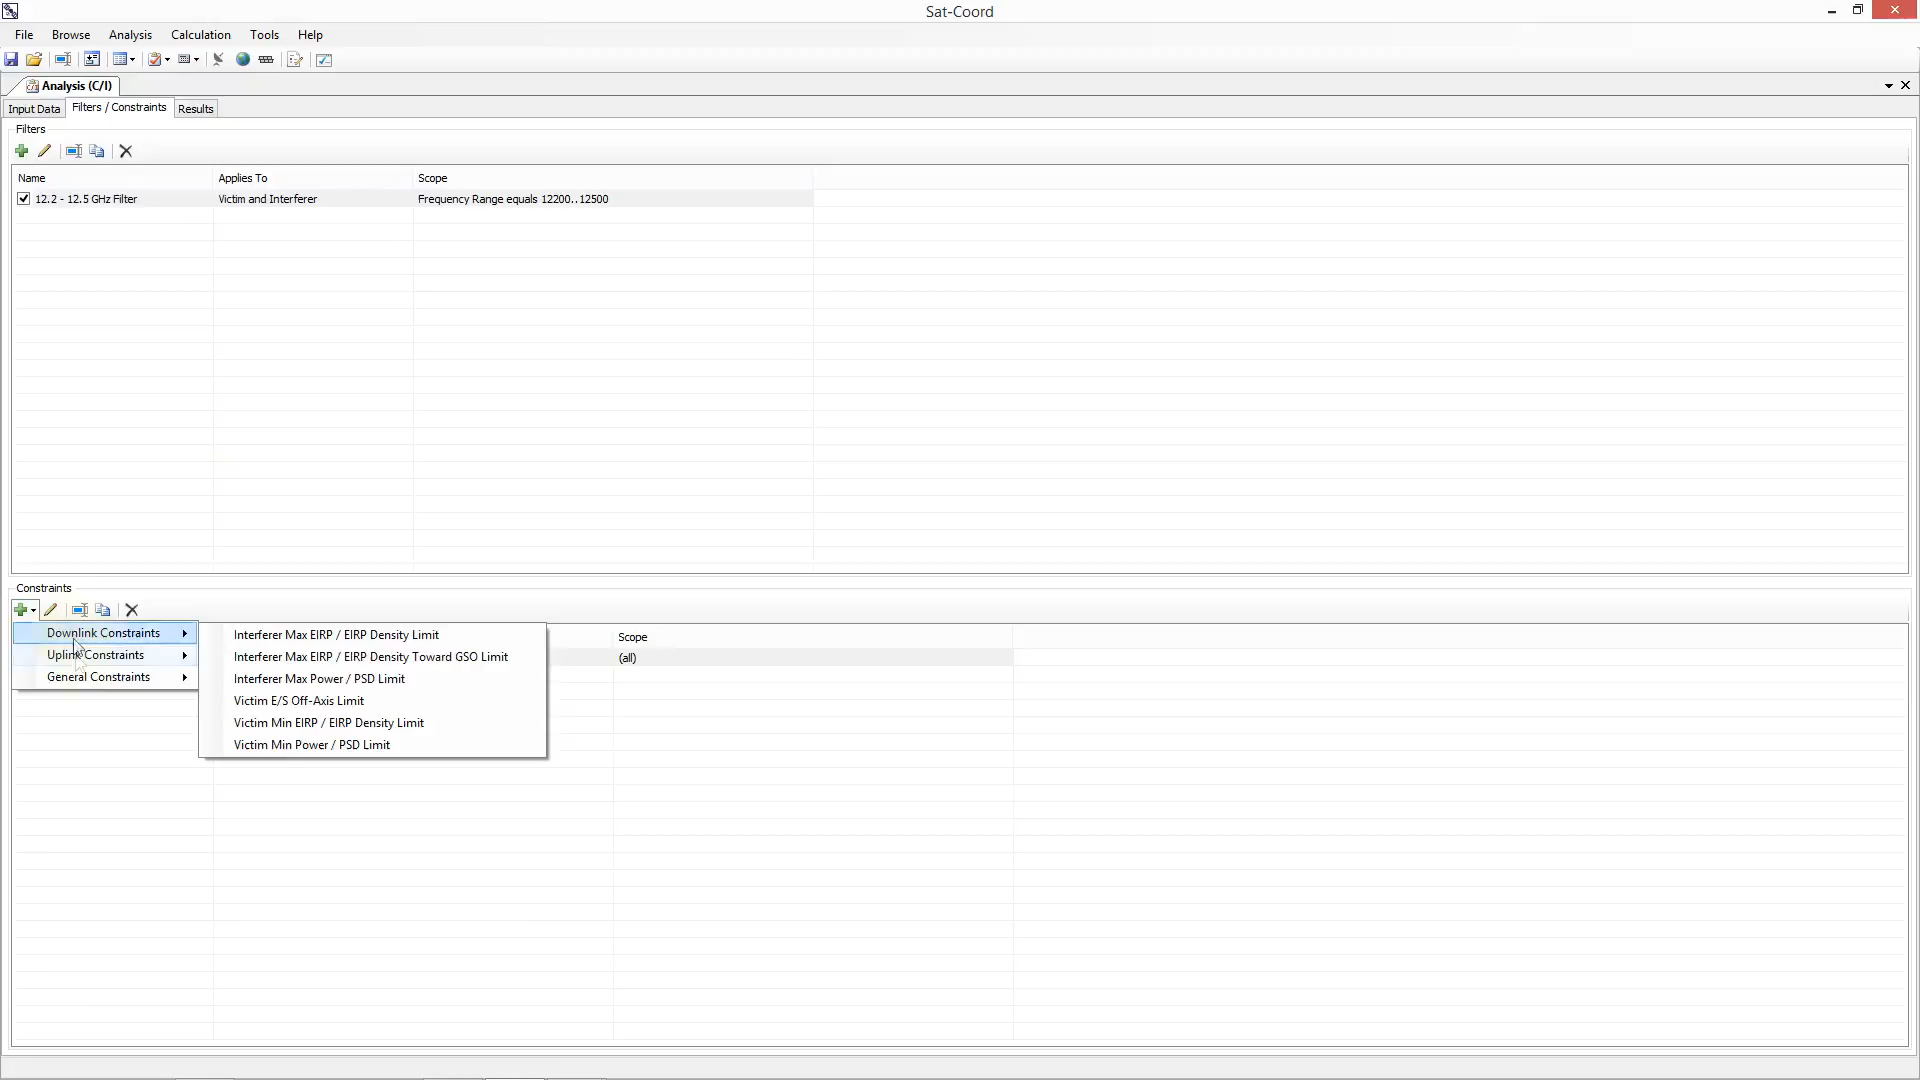 Sat-Coord
File Browse Analysis Calculation Tools Help
Analysis (C/I)
Input Data Filters / Constraints Results
Filters
Name Applies To Scope
12.2 - 12.5 GHz Filter Victim and Interferer Frequency Range equals 12200..12500
Constraints
Downlink Constraints
Uplink Constraints
General Constraints
Interferer Max EIRP / EIRP Density Limit
Interferer Max EIRP / EIRP Density Toward GSO Limit
Interferer Max Power / PSD Limit
Victim E/S Off-Axis Limit
Victim Min EIRP / EIRP Density Limit
Victim Min Power / PSD Limit
Scope
(all)